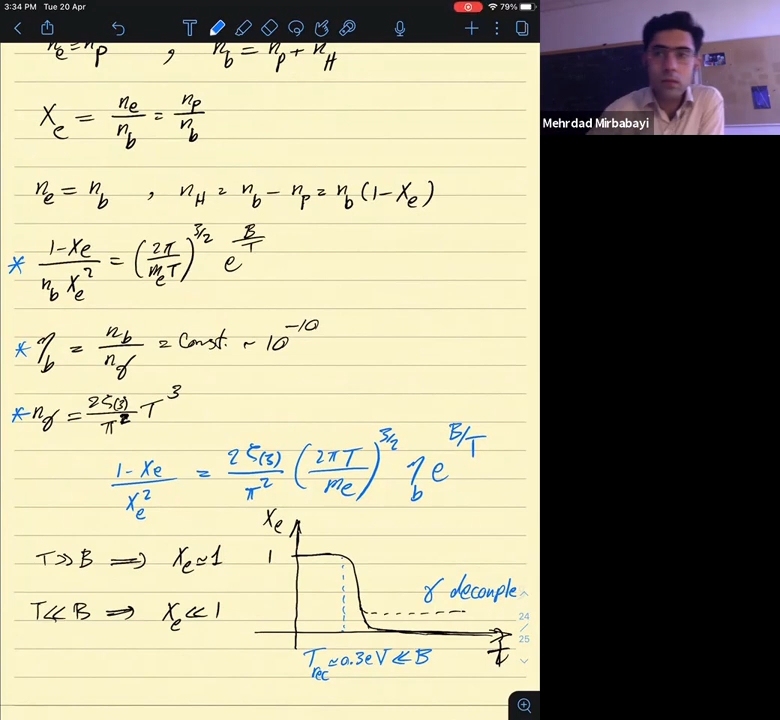 3:34 PM Tue 20 Apr 79%
n_e = n_p , n_b = n_p + n_H
X_e = n_e/n_b = n_p/n_b
n_e = n_b , n_H = n_b - n_p = n_b (1-X_e)
* (1-X_e)/(n_b X_e^2) = (2π/(m_e T))^{3/2} e^{B/T}
* η_b = n_b/n_γ = Const. ~ 10^{-10}
* n_γ = (2ζ(3)/π^2) T^3
(1-X_e)/X_e^2 = (2ζ(3)/π^2) (2πT/m_e)^{3/2} η_b e^{B/T}
T≫B ⟹ X_e ≃ 1
T≪B ⟹ X_e ≪ 1
X_e
1
γ decouple
T_rec ≃ 0.3eV ≪ B
24
/
25
Mehrdad Mirbabayi